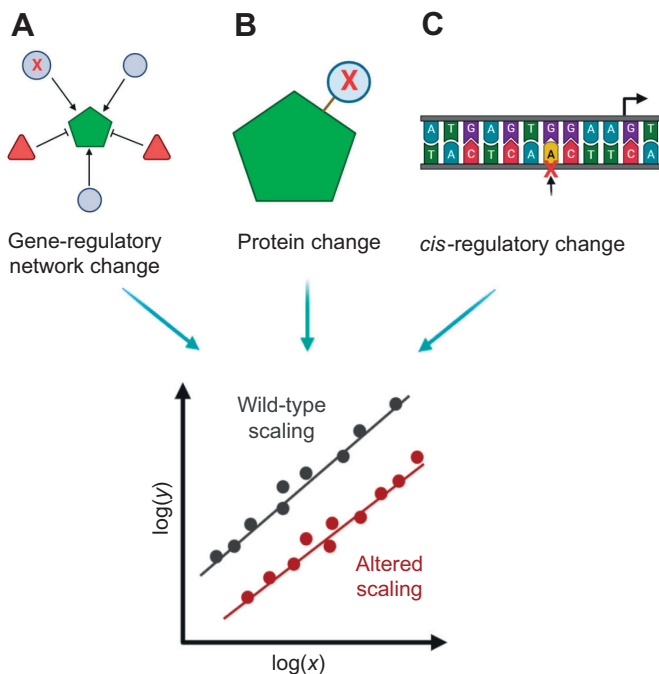 A
B
C
X
X
A T G A G T G G A A G T
T A C T C A A C T T C A
X
Gene-regulatory
network change
Protein change
cis-regulatory change
Wild-type
scaling
log(y)
Altered
scaling
log(x)